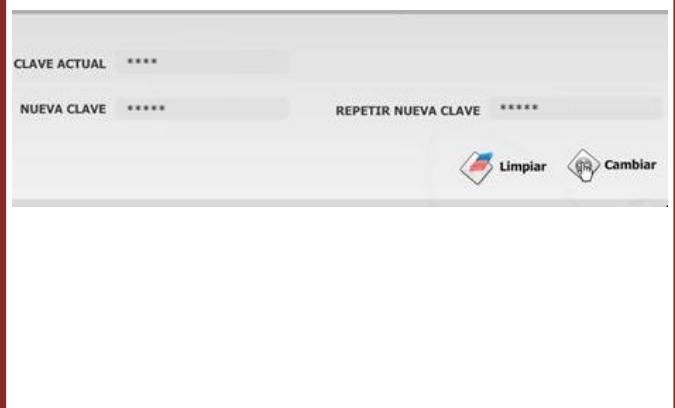 CLAVE ACTUAL ****
NUEVA CLAVE ***** REPETIR NUEVA CLAVE *****
Limpiar Cambiar